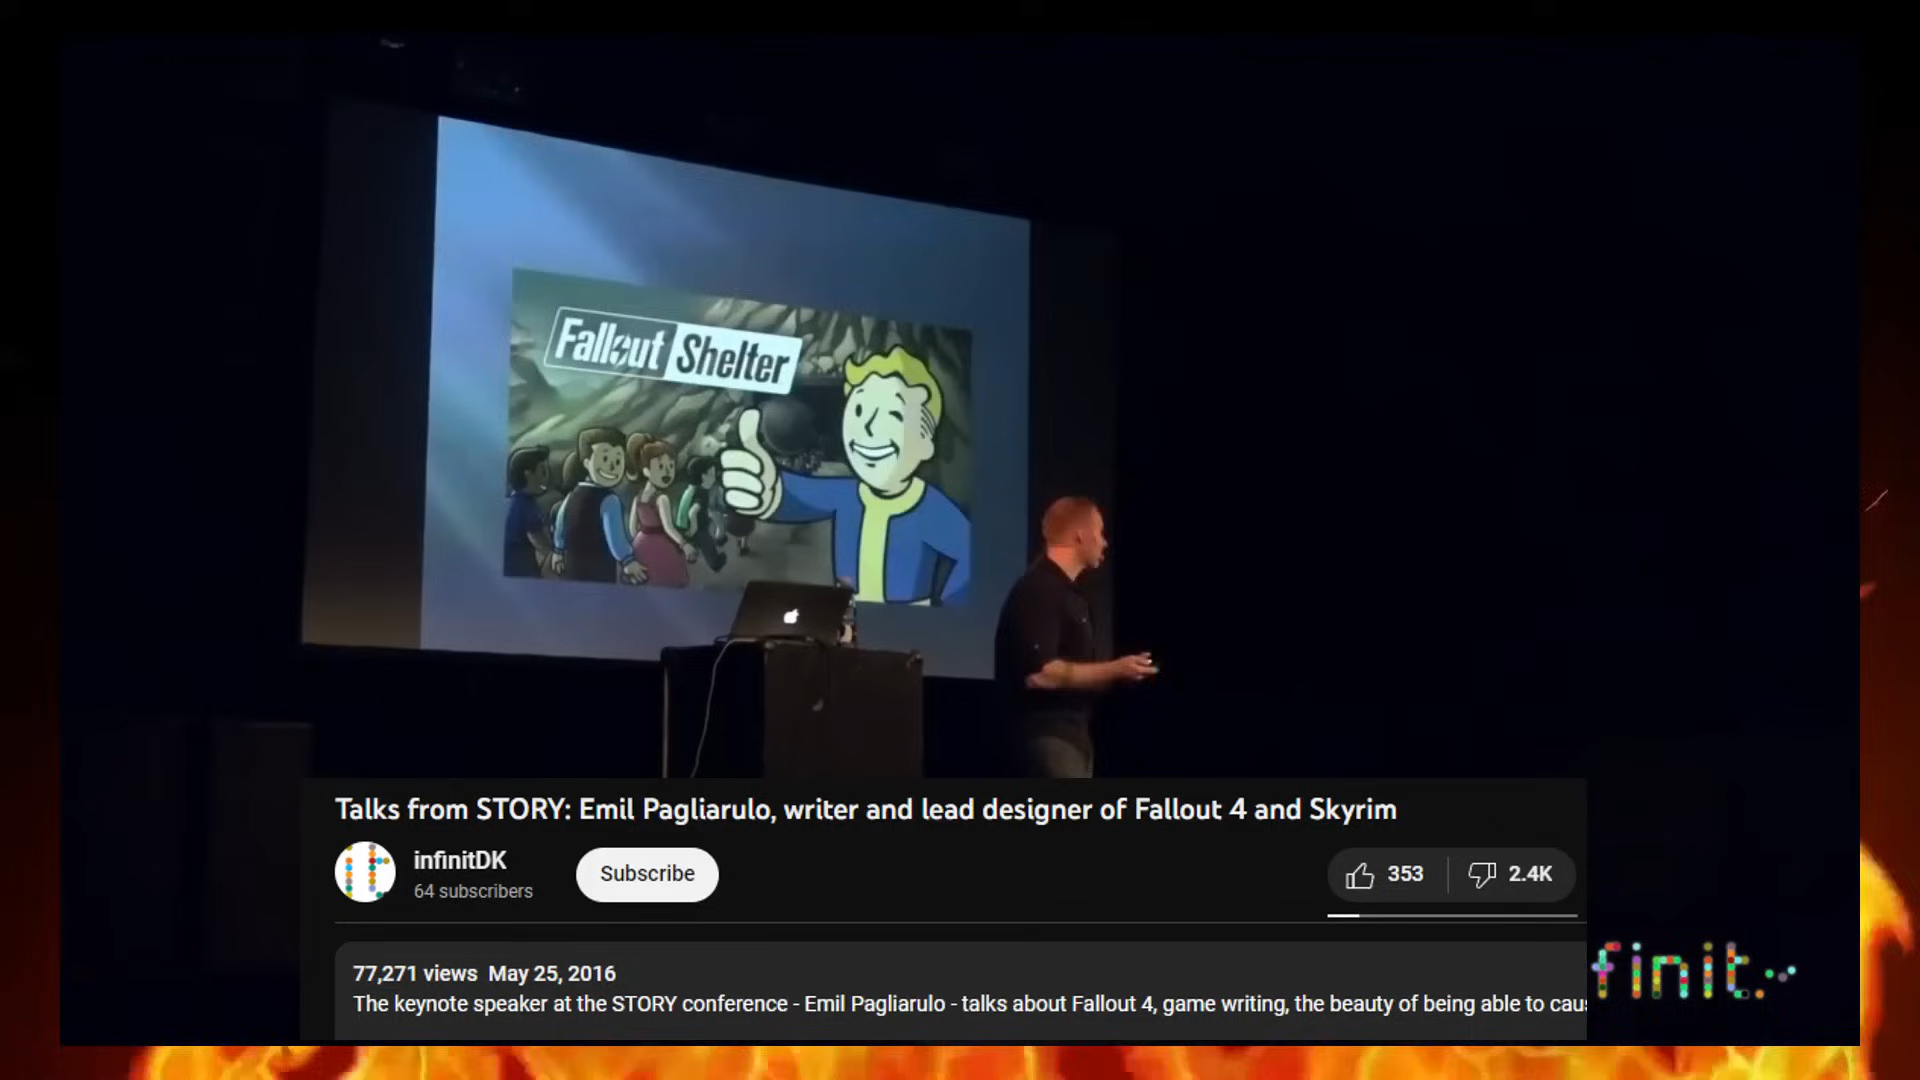 Fallout Shelter
Talks from STORY: Emil Pagliarulo, writer and lead designer of Fallout 4 and Skyrim
infinitDK
64 subscribers
Subscribe
353
2.4K
77,271 views May 25, 2016
The keynote speaker at the STORY conference - Emil Pagliarulo - talks about Fallout 4, game writing, the beauty of being able to cau
finit